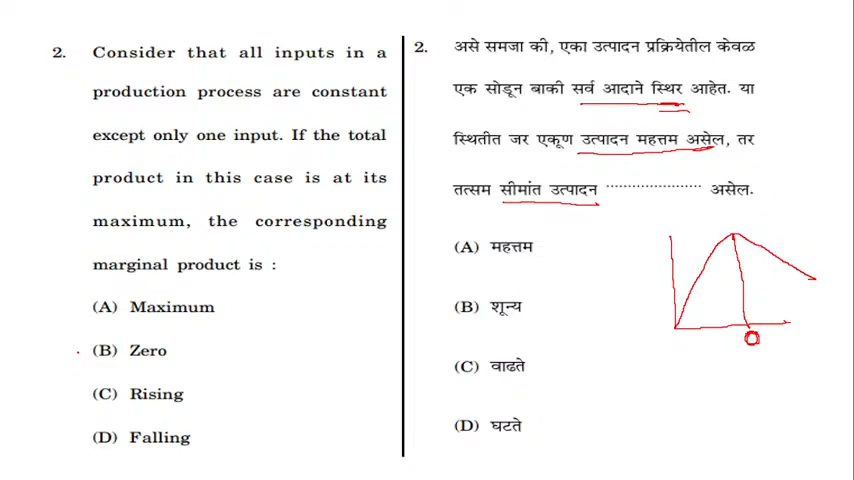 2. Consider that all inputs in a
production process are constant
except only one input. If the total
product in this case is at its
maximum, the corresponding
marginal product is :
(A) Maximum
(B) Zero
(C) Rising
(D) Falling
2. असे समजा की, एका उत्पादन प्रक्रियेतील केवळ
एक सोडून बाकी सर्व आदाने स्थिर आहेत. या
स्थितीत जर एकूण उत्पादन महत्तम असेल, तर
तत्सम सीमांत उत्पादन ...................... असेल.
(A) महत्तम
(B) शून्य
(C) वाढते
(D) घटते
0